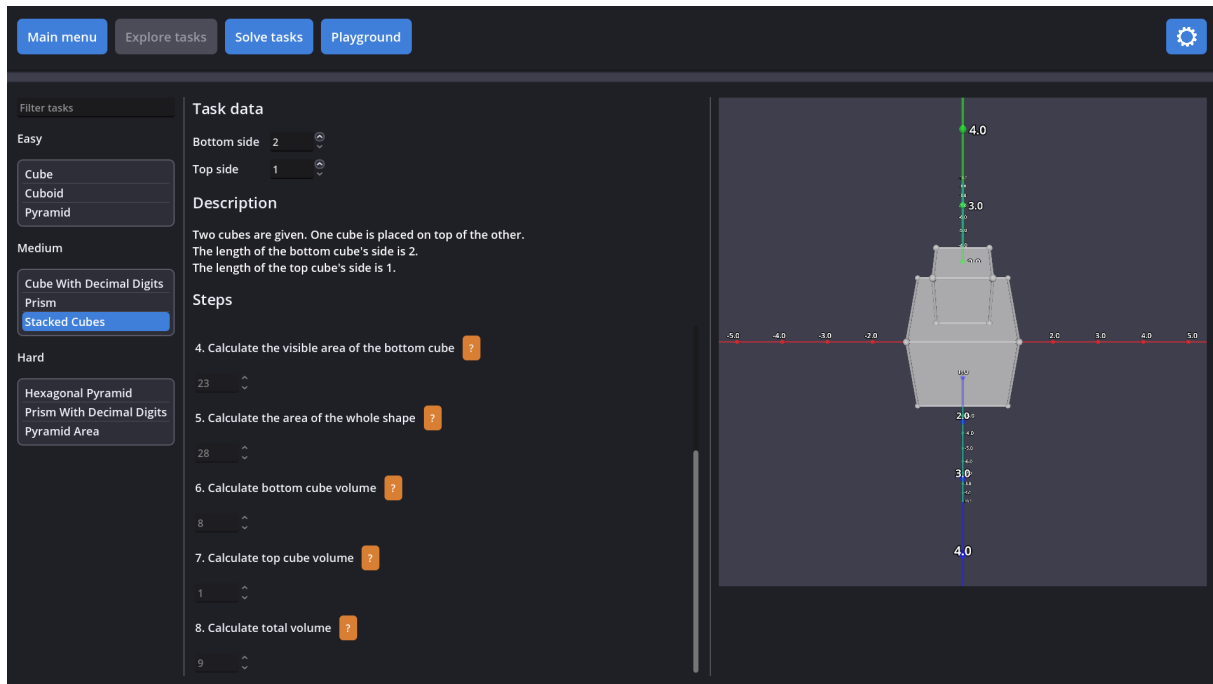 Main menu
Explore tasks
Solve tasks
Playground
Filter tasks
Easy
Cube
Cuboid
Pyramid
Medium
Cube With Decimal Digits
Prism
Stacked Cubes
Hard
Hexagonal Pyramid
Prism With Decimal Digits
Pyramid Area
Task data
Bottom side 2
Top side 1
Description
Two cubes are given. One cube is placed on top of the other.
The length of the bottom cube's side is 2.
The length of the top cube's side is 1.
Steps
4. Calculate the visible area of the bottom cube ?
23
5. Calculate the area of the whole shape ?
28
6. Calculate bottom cube volume ?
8
7. Calculate top cube volume ?
1
8. Calculate total volume ?
9
4.0
3.0
-5.0 -4.0 -3.0 -2.0 2.0 3.0 4.0 5.0
2.0
3.0
4.0